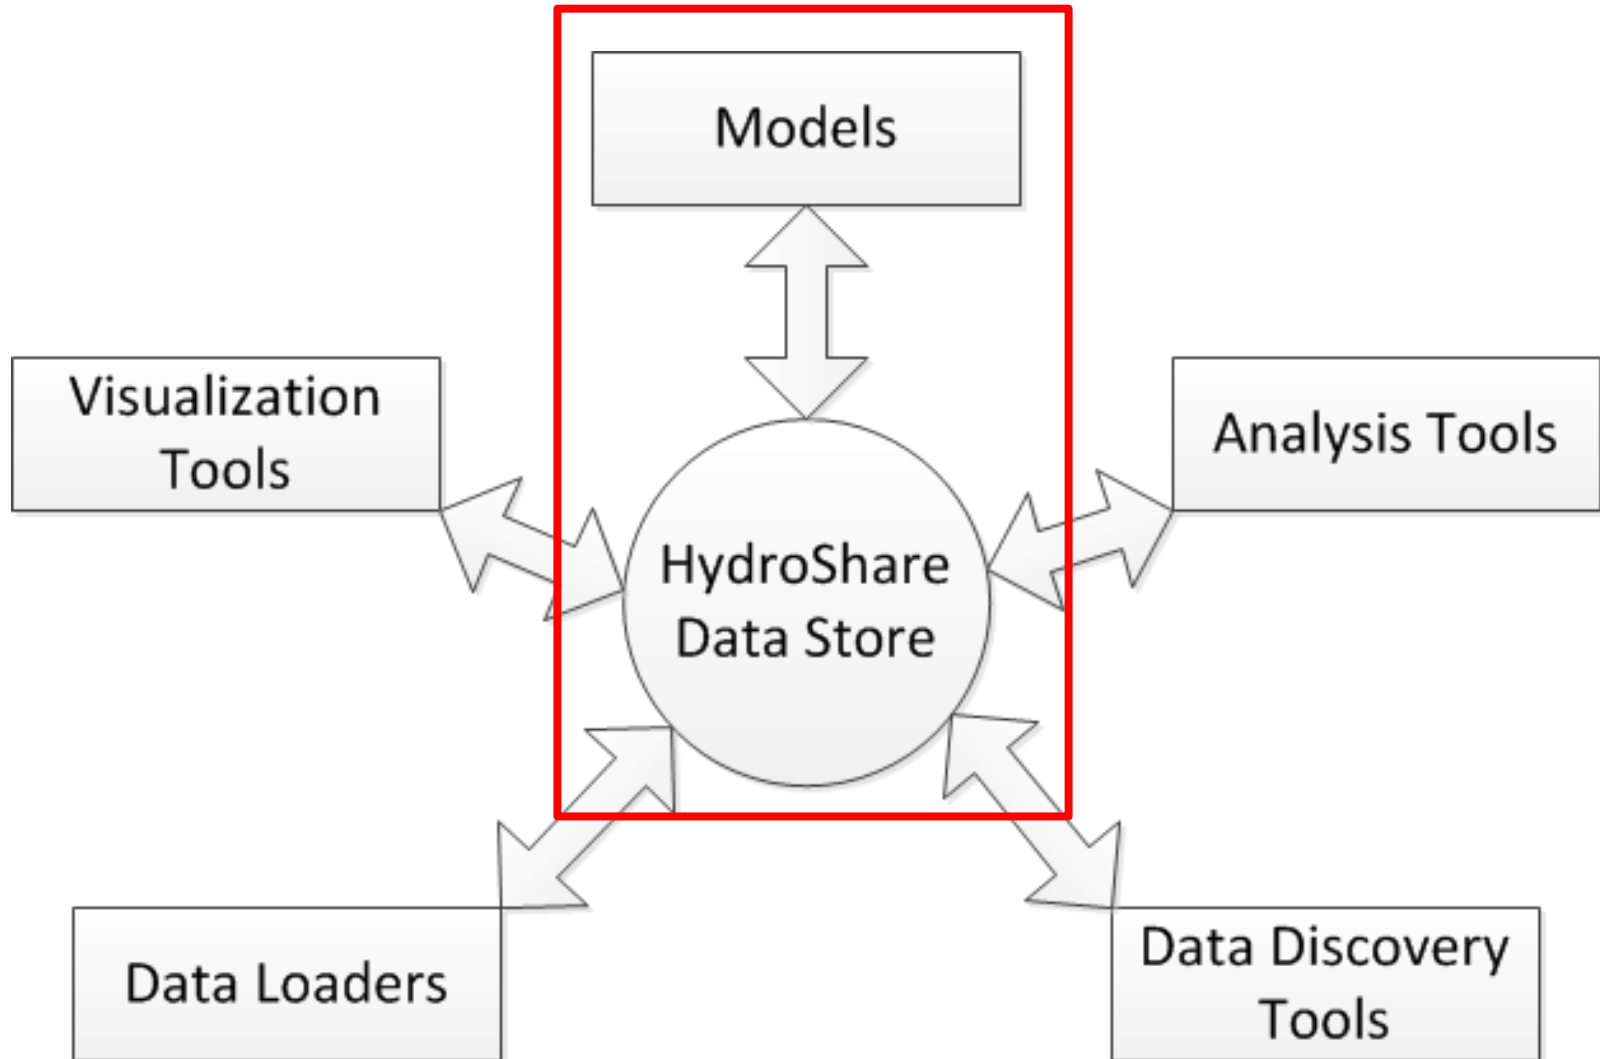 Models
Visualization
Tools
Analysis Tools
HydroShare
Data Store
Data Loaders
Data Discovery
Tools